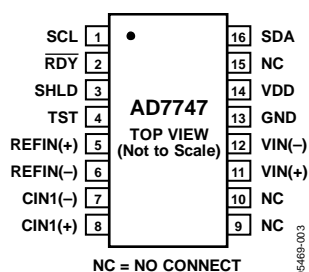 SCL 1
RDY 2
SHLD 3
TST 4
REFIN(+) 5
REFIN(–) 6
CIN1(–) 7
CIN1(+) 8
AD7747
TOP VIEW
(Not to Scale)
16 SDA
15 NC
14 VDD
13 GND
12 VIN(–)
11 VIN(+)
10 NC
9 NC
NC = NO CONNECT